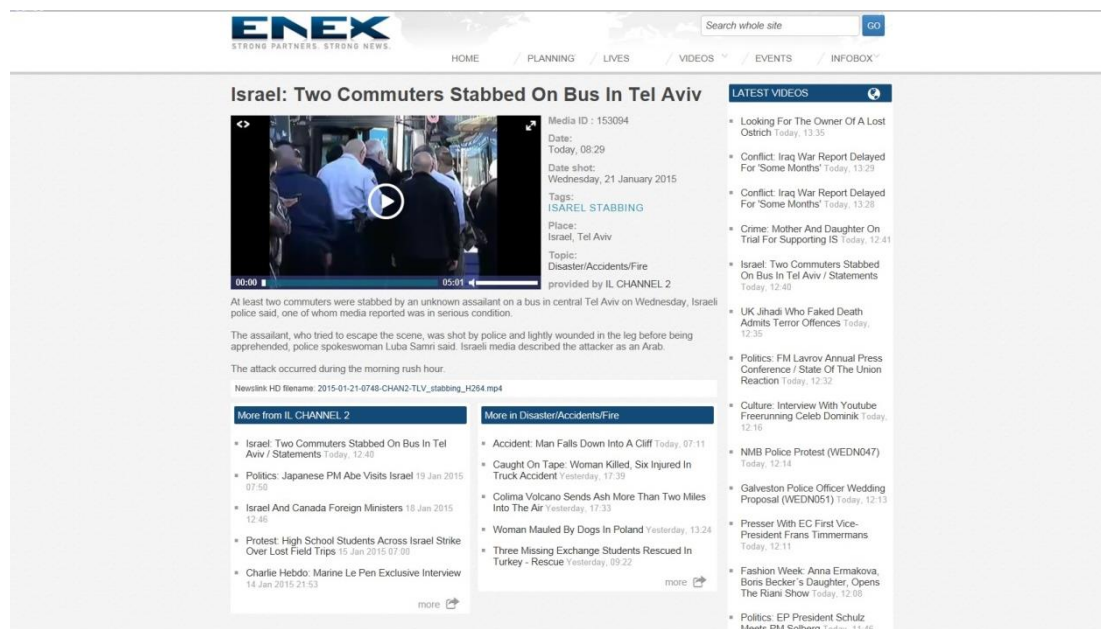 ENEX
STRONG PARTNERS. STRONG NEWS.
Search whole site
GO
HOME / PLANNING / LIVES / VIDEOS / EVENTS / INFOBOX
Israel: Two Commuters Stabbed On Bus In Tel Aviv
00:00
05:01
Media ID : 153094
Date:
Today, 08:29
Date shot:
Wednesday, 21 January 2015
Tags:
ISAREL STABBING
Place:
Israel, Tel Aviv
Topic:
Disaster/Accidents/Fire
provided by IL CHANNEL 2
At least two commuters were stabbed by an unknown assailant on a bus in central Tel Aviv on Wednesday, Israeli
police said, one of whom media reported was in serious condition.
The assailant, who tried to escape the scene, was shot by police and lightly wounded in the leg before being
apprehended, police spokeswoman Luba Samri said. Israeli media described the attacker as an Arab.
The attack occurred during the morning rush hour.
Newslink HD filename: 2015-01-21-0748-CHAN2-TLV_stabbing_H264.mp4
More from IL CHANNEL 2
Israel: Two Commuters Stabbed On Bus In Tel
Aviv / Statements Today, 12:40
Politics: Japanese PM Abe Visits Israel 19 Jan 2015
07:50
Israel And Canada Foreign Ministers 18 Jan 2015
12:46
Protest: High School Students Across Israel Strike
Over Lost Field Trips 15 Jan 2015 07:00
Charlie Hebdo: Marine Le Pen Exclusive Interview
14 Jan 2015 21:53
more
More in Disaster/Accidents/Fire
Accident: Man Falls Down Into A Cliff Today, 07:11
Caught On Tape: Woman Killed, Six Injured In
Truck Accident Yesterday, 17:39
Colima Volcano Sends Ash More Than Two Miles
Into The Air Yesterday, 17:33
Woman Mauled By Dogs In Poland Yesterday, 13:24
Three Missing Exchange Students Rescued In
Turkey - Rescue Yesterday, 09:22
more
LATEST VIDEOS
Looking For The Owner Of A Lost
Ostrich Today, 13:35
Conflict: Iraq War Report Delayed
For 'Some Months' Today, 13:29
Conflict: Iraq War Report Delayed
For 'Some Months' Today, 13:28
Crime: Mother And Daughter On
Trial For Supporting IS Today, 12:41
Israel: Two Commuters Stabbed
On Bus In Tel Aviv / Statements
Today, 12:40
UK Jihadi Who Faked Death
Admits Terror Offences Today,
12:35
Politics: FM Lavrov Annual Press
Conference / State Of The Union
Reaction Today, 12:32
Culture: Interview With Youtube
Freerunning Celeb Dominik Today,
12:16
NMB Police Protest (WEDN047)
Today, 12:14
Galveston Police Officer Wedding
Proposal (WEDN051) Today, 12:13
Presser With EC First Vice-
President Frans Timmermans
Today, 12:11
Fashion Week: Anna Ermakova,
Boris Becker´s Daughter, Opens
The Riani Show Today, 12:08
Politics: EP President Schulz
Meets PM Solberg Today, 11:46